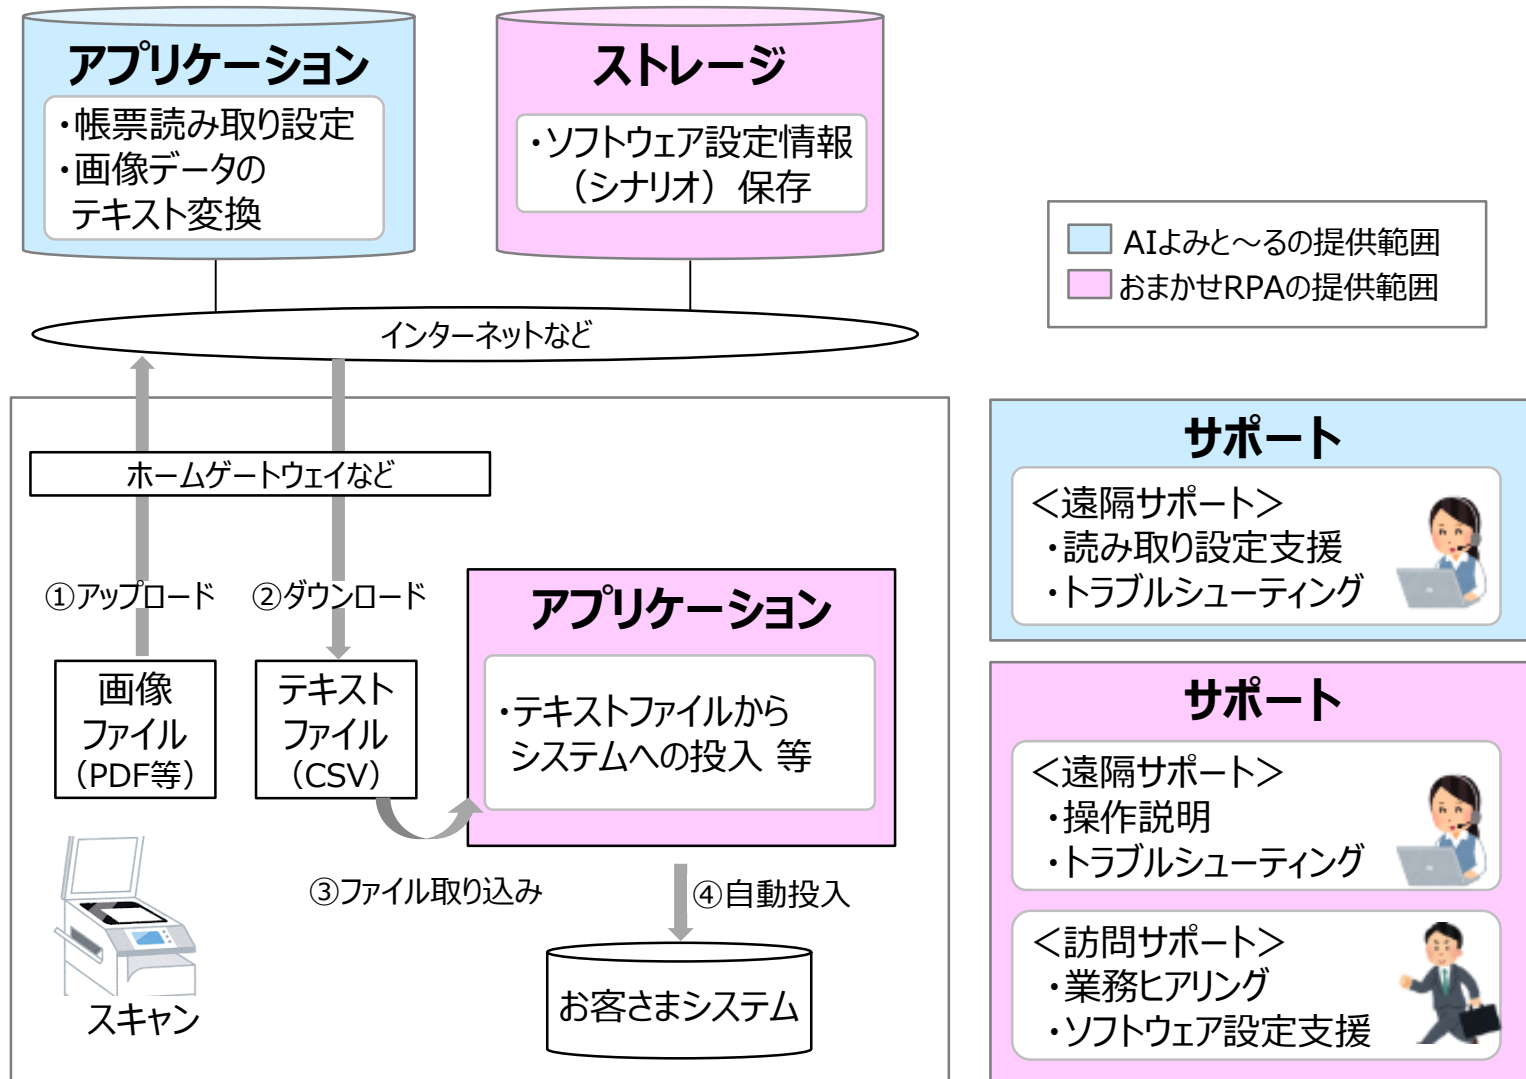 アプリケーション
・帳票読み取り設定
・画像データの
テキスト変換
ストレージ
・ソフトウェア設定情報
（シナリオ）保存
AIよみと～るの提供範囲
おまかせRPAの提供範囲
インターネットなど
ホームゲートウェイなど
①アップロード
②ダウンロード
画像
ファイル
（PDF等）
テキスト
ファイル
（CSV）
アプリケーション
・テキストファイルから
システムへの投入 等
③ファイル取り込み
④自動投入
スキャン
お客さまシステム
サポート
＜遠隔サポート＞
・読み取り設定支援
・トラブルシューティング
サポート
＜遠隔サポート＞
・操作説明
・トラブルシューティング
＜訪問サポート＞
・業務ヒアリング
・ソフトウェア設定支援